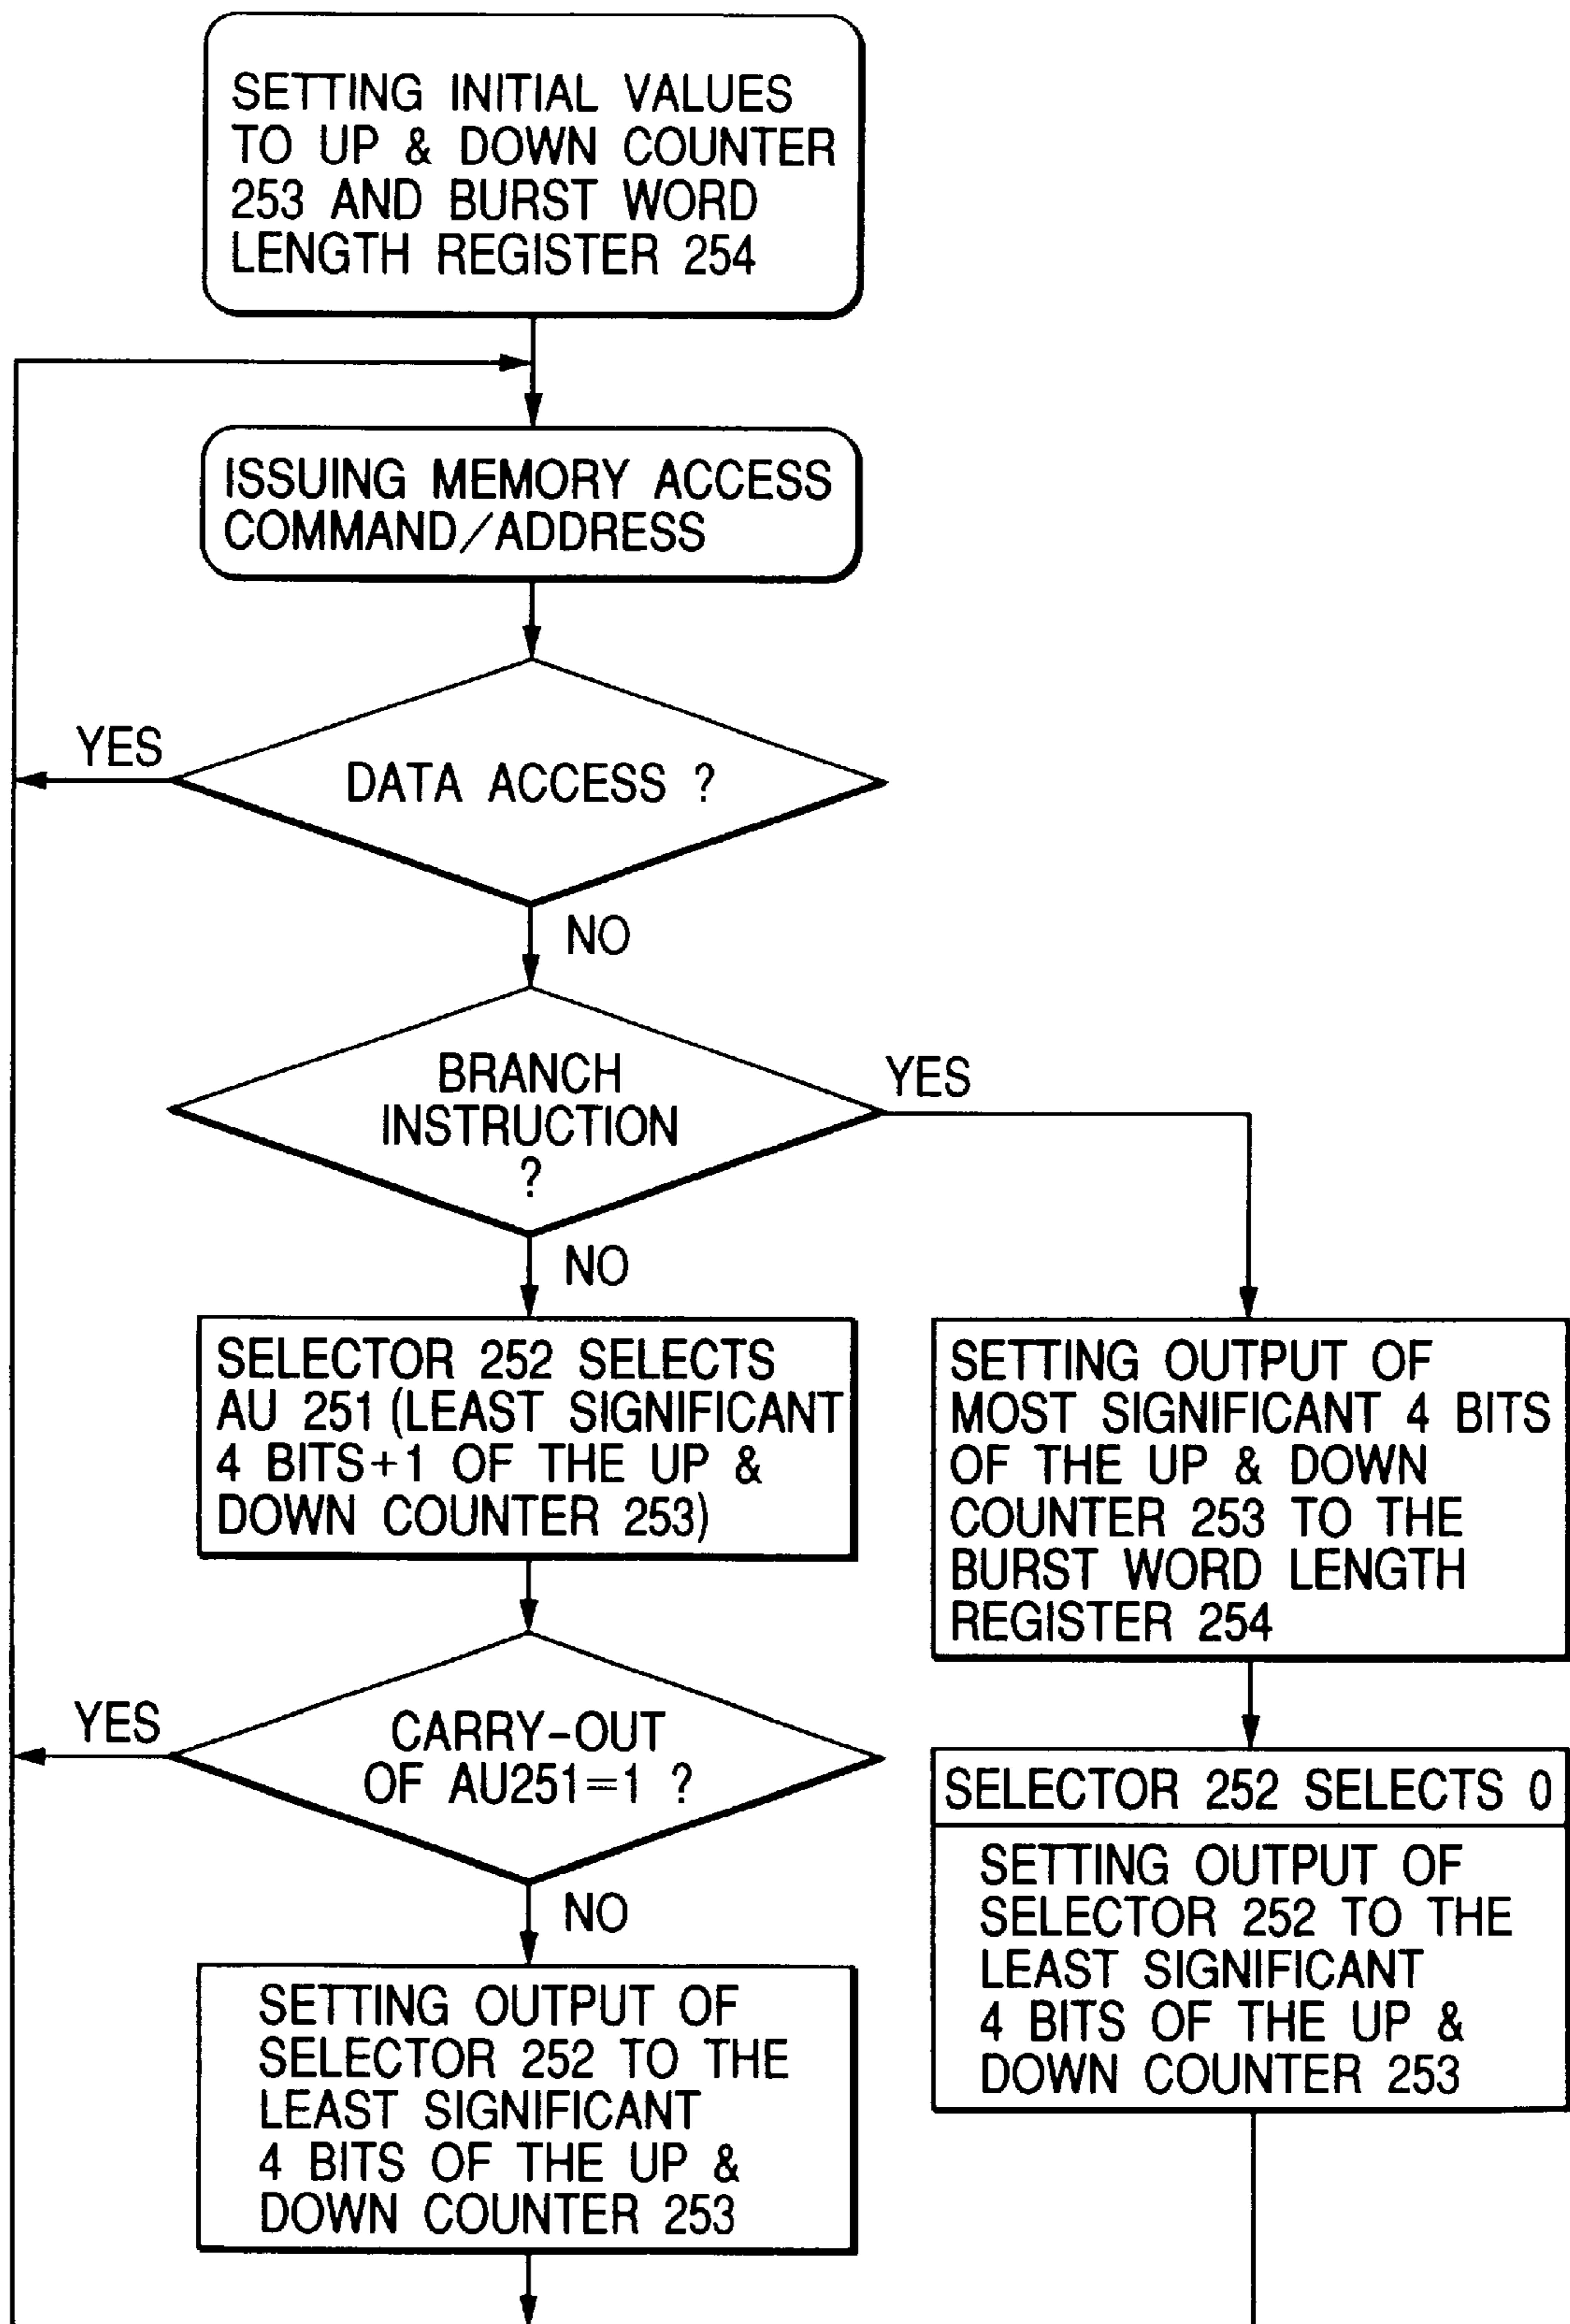 SETTING INITIAL VALUES
TO UP & DOWN COUNTER
253 AND BURST WORD
LENGTH REGISTER 254
ISSUING MEMORY ACCESS
COMMAND/ADDRESS
YES
DATA ACCESS ?
NO
BRANCH
INSTRUCTION
?
YES
NO
SELECTOR 252 SELECTS
AU 251 (LEAST SIGNIFICANT
4 BITS+1 OF THE UP &
DOWN COUNTER 253)
SETTING OUTPUT OF
MOST SIGNIFICANT 4 BITS
OF THE UP & DOWN
COUNTER 253 TO THE
BURST WORD LENGTH
REGISTER 254
YES
CARRY-OUT
OF AU251=1 ?
NO
SELECTOR 252 SELECTS 0
SETTING OUTPUT OF
SELECTOR 252 TO THE
LEAST SIGNIFICANT
4 BITS OF THE UP &
DOWN COUNTER 253
SETTING OUTPUT OF
SELECTOR 252 TO THE
LEAST SIGNIFICANT
4 BITS OF THE UP &
DOWN COUNTER 253